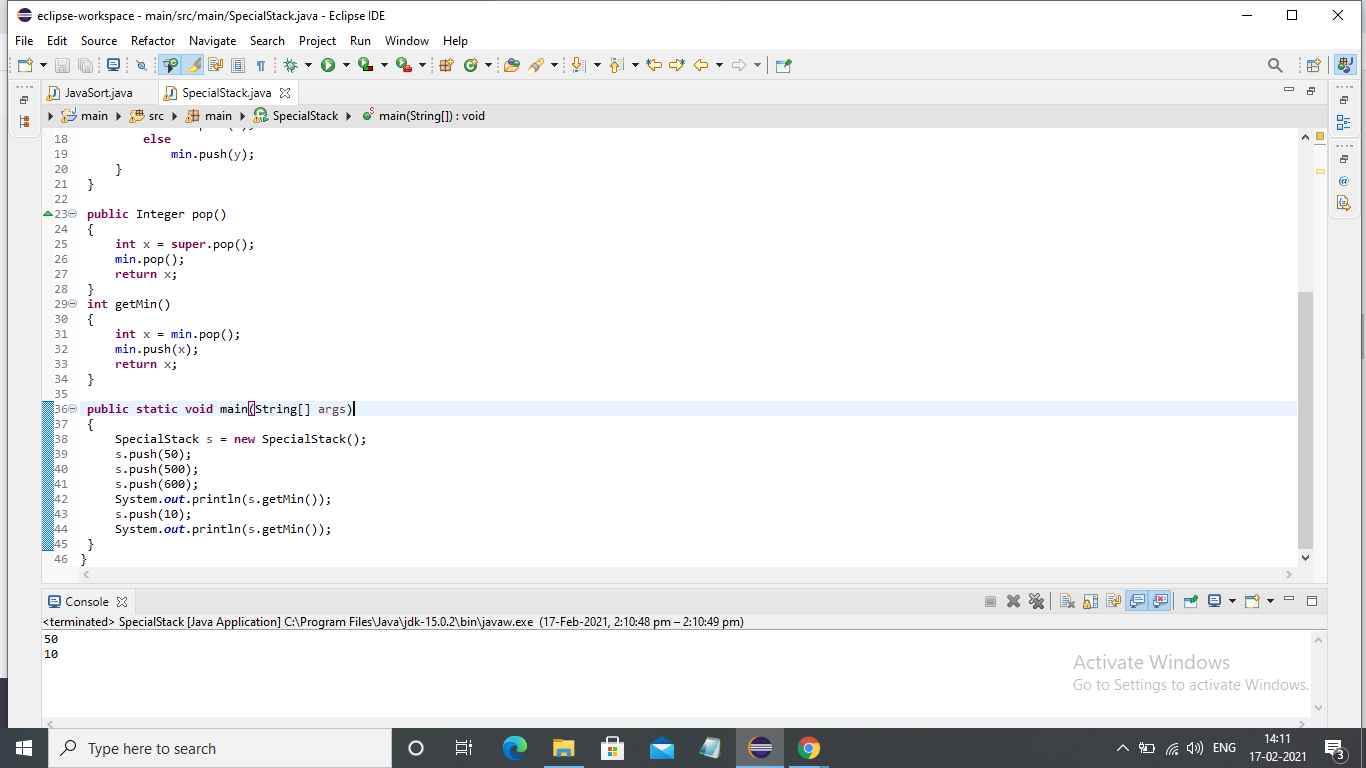 eclipse-workspace - main/src/main/SpecialStack.java - Eclipse IDE
File Edit Source Refactor Navigate Search Project Run Window Help
JavaSort.java SpecialStack.java
main src main SpecialStack main(String[]) : void
18 else
19 min.push(y);
20 }
21 }
22
23 public Integer pop()
24 {
25 int x = super.pop();
26 min.pop();
27 return x;
28 }
29 int getMin()
30 {
31 int x = min.pop();
32 min.push(x);
33 return x;
34 }
35
36 public static void main(String[] args)
37 {
38 SpecialStack s = new SpecialStack();
39 s.push(50);
40 s.push(500);
41 s.push(600);
42 System.out.println(s.getMin());
43 s.push(10);
44 System.out.println(s.getMin());
45 }
46 }
Console
<terminated> SpecialStack [Java Application] C:\Program Files\Java\jdk-15.0.2\bin\javaw.exe (17-Feb-2021, 2:10:48 pm – 2:10:49 pm)
50
10
Activate Windows
Go to Settings to activate Windows.
Type here to search
ENG
14:11
17-02-2021
3